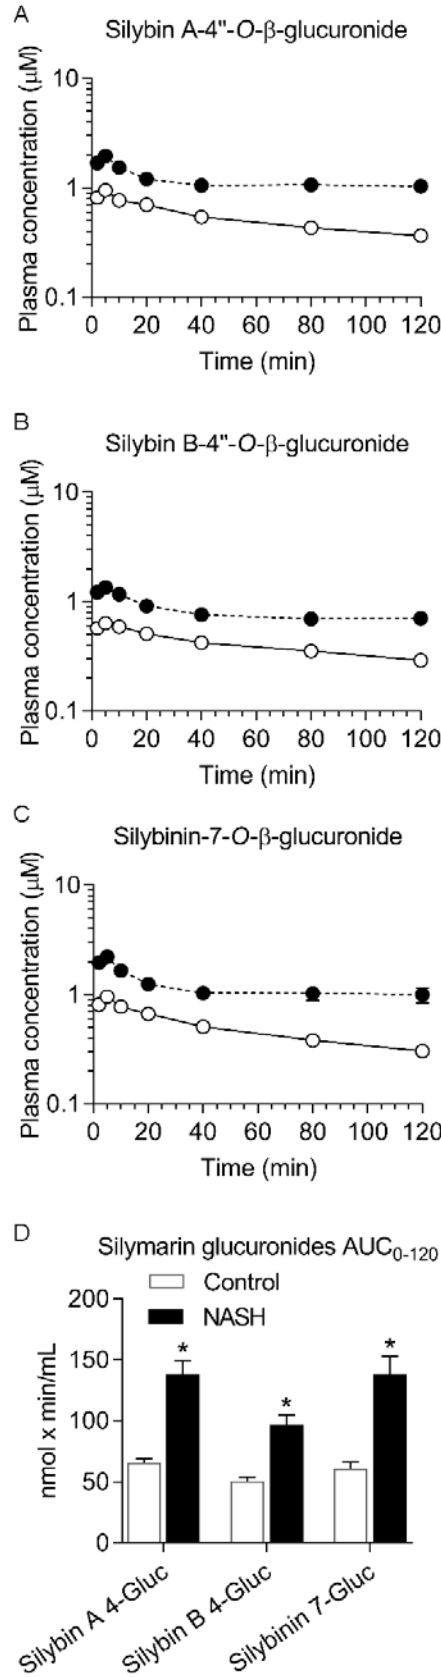 A
Silybin A-4"-O-β-glucuronide
Plasma concentration (μM)
10
1
0.1
0 20 40 60 80 100 120
Time (min)
B
Silybin B-4"-O-β-glucuronide
Plasma concentration (μM)
10
1
0.1
0 20 40 60 80 100 120
Time (min)
C
Silybinin-7-O-β-glucuronide
Plasma concentration (μM)
10
1
0.1
0 20 40 60 80 100 120
Time (min)
D
Silymarin glucuronides AUC0-120
Control
NASH
nmol x min/mL
200
150
100
50
0
* * *
Silybin A 4-Gluc
Silybin B 4-Gluc
Silybinin 7-Gluc